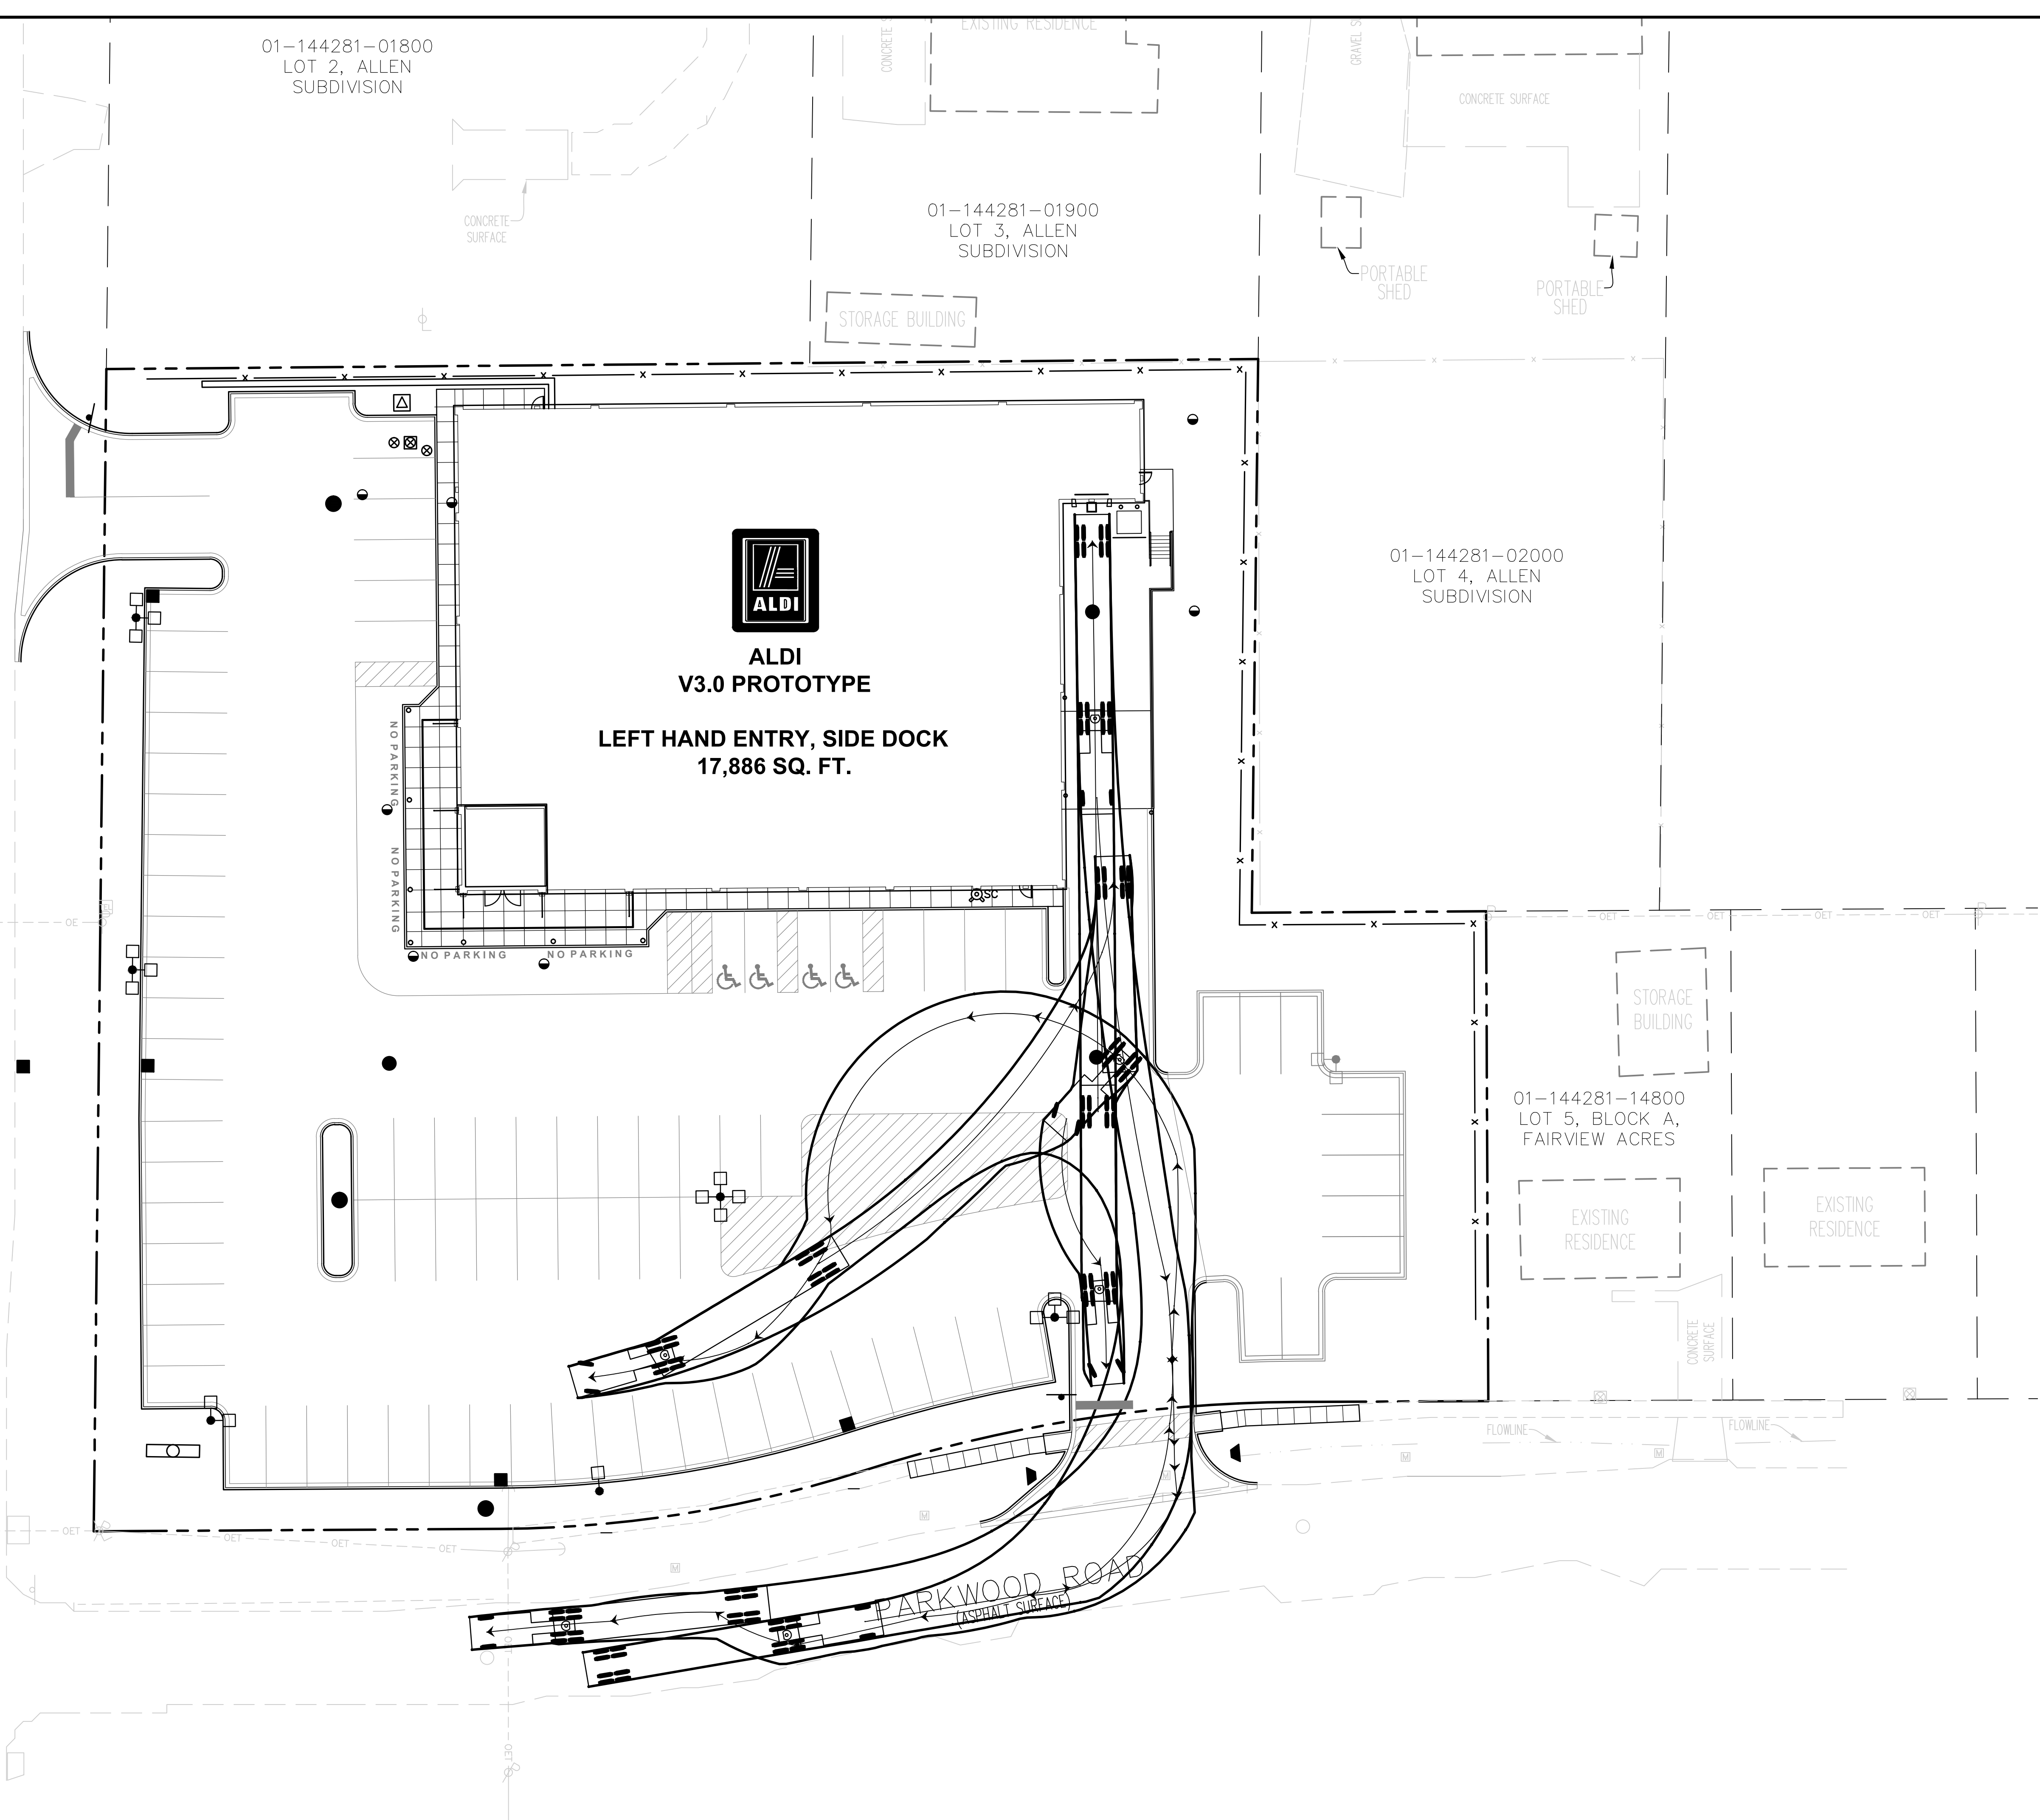 EXISTING RESIDENCE
CONCRETE
GRAVEL
01-144281-01800
LOT 2, ALLEN
SUBDIVISION
CONCRETE SURFACE
CONCRETE
SURFACE
01-144281-01900
LOT 3, ALLEN
SUBDIVISION
PORTABLE
SHED
PORTABLE
SHED
STORAGE BUILDING
ALDI
ALDI
V3.0 PROTOTYPE
LEFT HAND ENTRY, SIDE DOCK
17,886 SQ. FT.
01-144281-02000
LOT 4, ALLEN
SUBDIVISION
NO PARKING
NO PARKING
SC
NO PARKING
NO PARKING
OE
OET
OET
OET
OET
STORAGE
BUILDING
01-144281-14800
LOT 5, BLOCK A,
FAIRVIEW ACRES
EXISTING
RESIDENCE
EXISTING
RESIDENCE
CONCRETE
SURFACE
FLOWLINE
FLOWLINE
M
M
M
M
M
OET
OET
OET
OET
PARKWOOD ROAD
(ASPHALT SURFACE)
OET